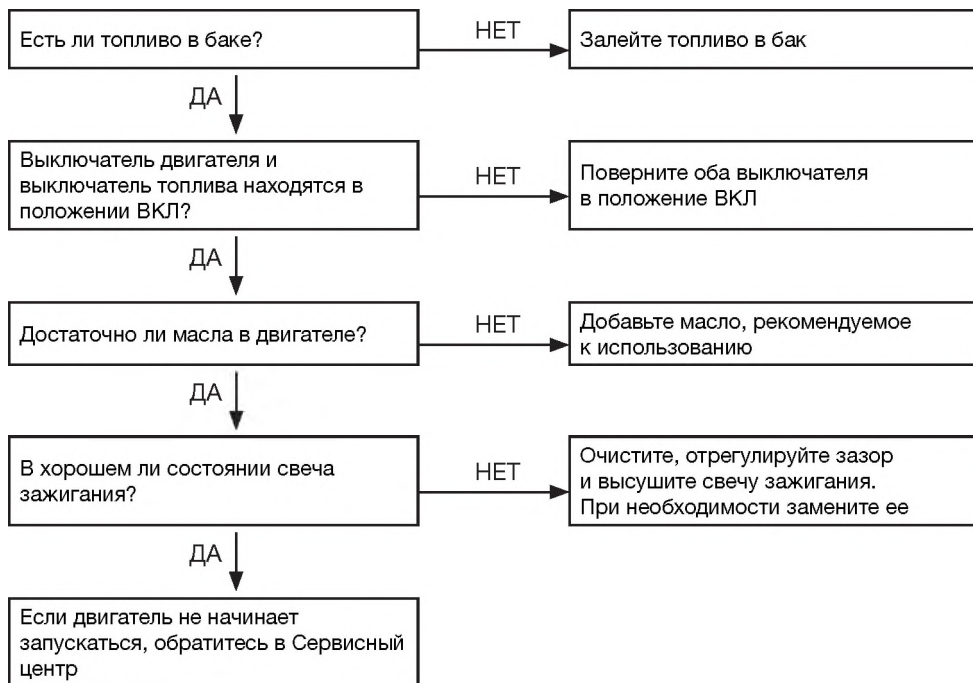 Есть ли топливо в баке?
НЕТ
Залейте топливо в бак
ДА
Выключатель двигателя и
выключатель топлива находятся в
положении ВКЛ?
НЕТ
Поверните оба выключателя
в положение ВКЛ
ДА
Достаточно ли масла в двигателе?
НЕТ
Добавьте масло, рекомендуемое
к использованию
ДА
В хорошем ли состоянии свеча
зажигания?
НЕТ
Очистите, отрегулируйте зазор
и высушите свечу зажигания.
При необходимости замените ее
ДА
Если двигатель не начинает
запускаться, обратитесь в Сервисный
центр